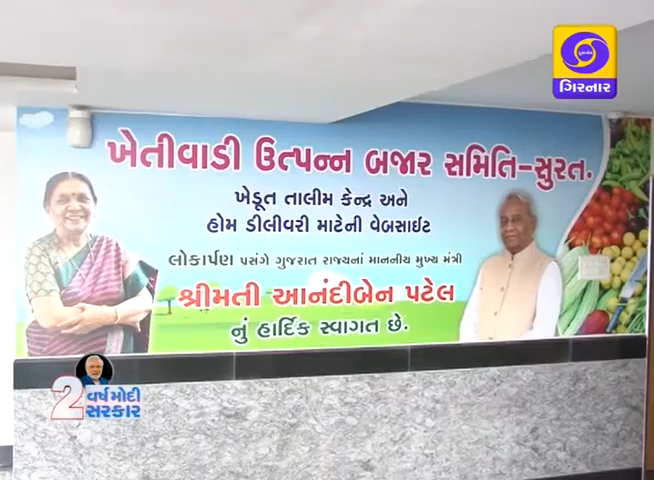 ગિરનાર
ખેતીવાડી ઉત્પન્ન બજાર સમિતિ-સુરત.
ખેડૂત તાલીમ કેન્દ્ર અને
હોમ ડીલીવરી માટેની વેબસાઈટ
લોકાર્પણ પ્રસંગે ગુજરાત રાજ્યનાં માનનીય મુખ્ય મંત્રી
શ્રીમતી આનંદીબેન પટેલ
નું હાર્દિક સ્વાગત છે.
2 વર્ષ મોદી
સરકાર